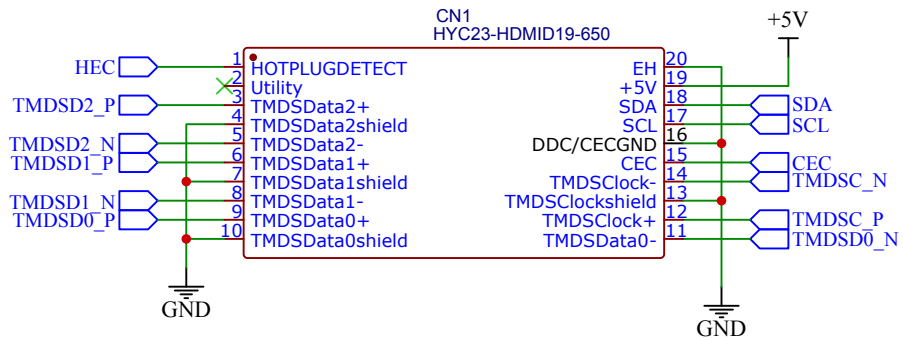 CN1
HYC23-HDMID19-650
+5V
HEC 1 HOTPLUGDETECT
2 Utility
TMDSD2_P 3 TMDSData2+
4 TMDSData2shield
TMDSD2_N 5 TMDSData2-
TMDSD1_P 6 TMDSData1+
7 TMDSData1shield
TMDSD1_N 8 TMDSData1-
TMDSD0_P 9 TMDSData0+
10 TMDSData0shield
GND
EH 20
+5V 19
SDA 18 SDA
SCL 17 SCL
DDC/CECGND 16
CEC 15 CEC
TMDSClock- 14 TMDSC_N
TMDSClockshield 13
TMDSClock+ 12 TMDSC_P
TMDSData0- 11 TMDSD0_N
GND